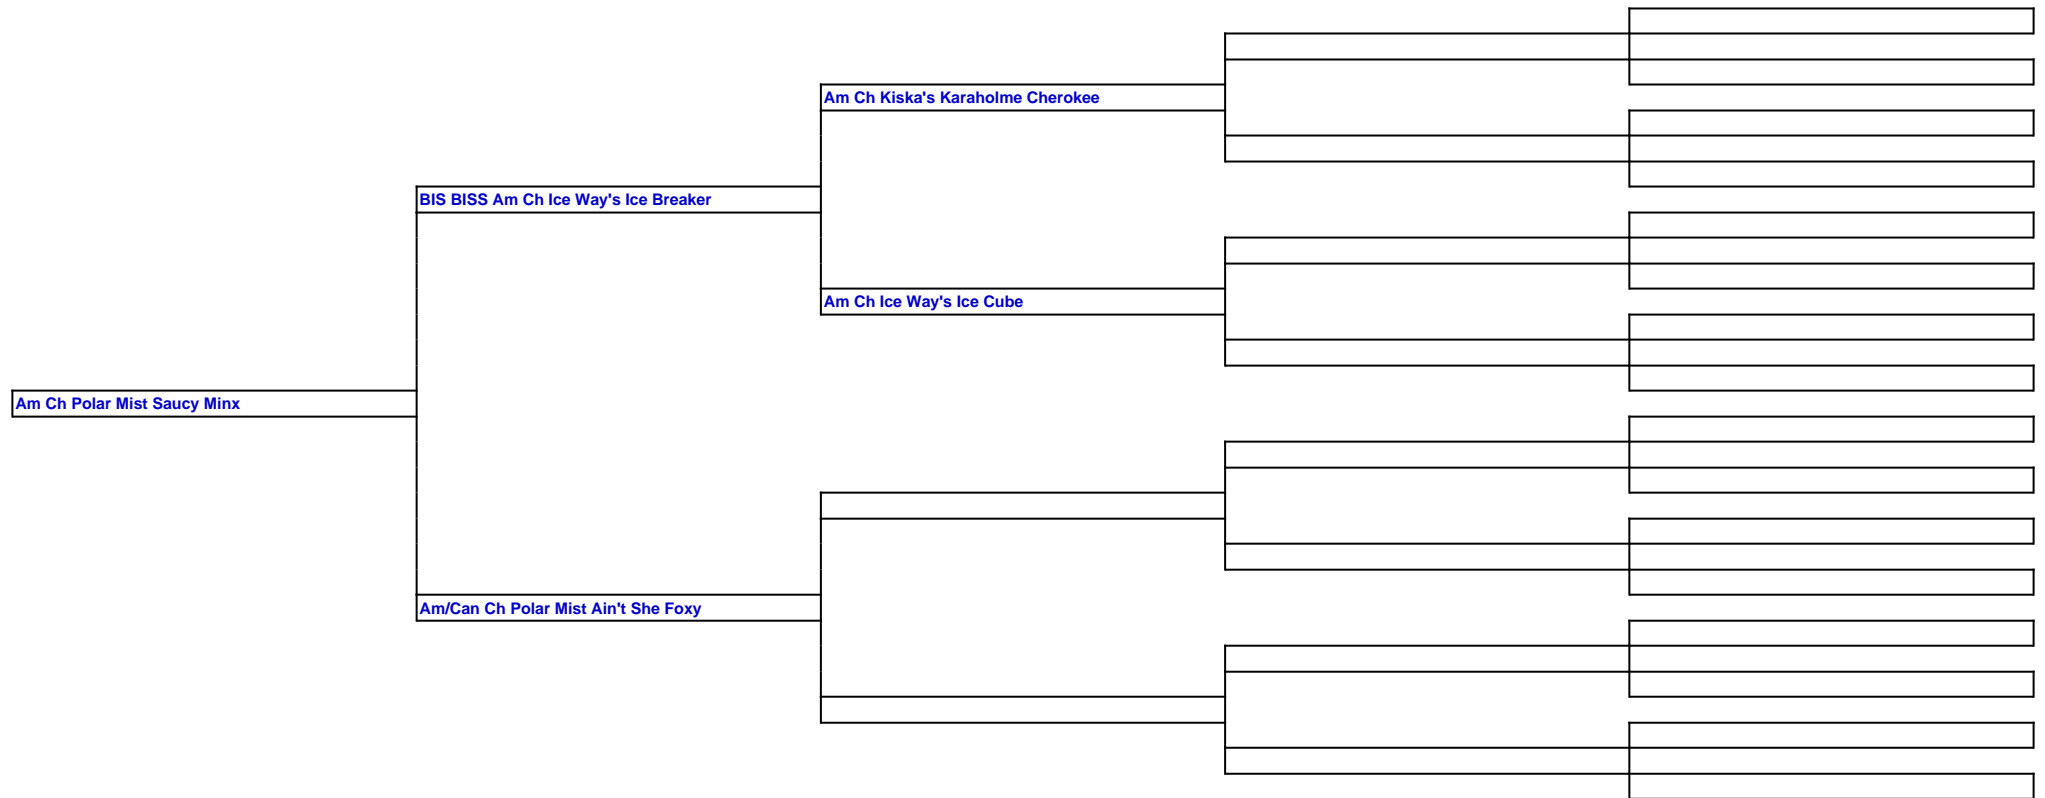 Am Ch Kiska's Karaholme Cherokee
BIS BISS Am Ch Ice Way's Ice Breaker
Am Ch Ice Way's Ice Cube
Am Ch Polar Mist Saucy Minx
Am/Can Ch Polar Mist Ain't She Foxy